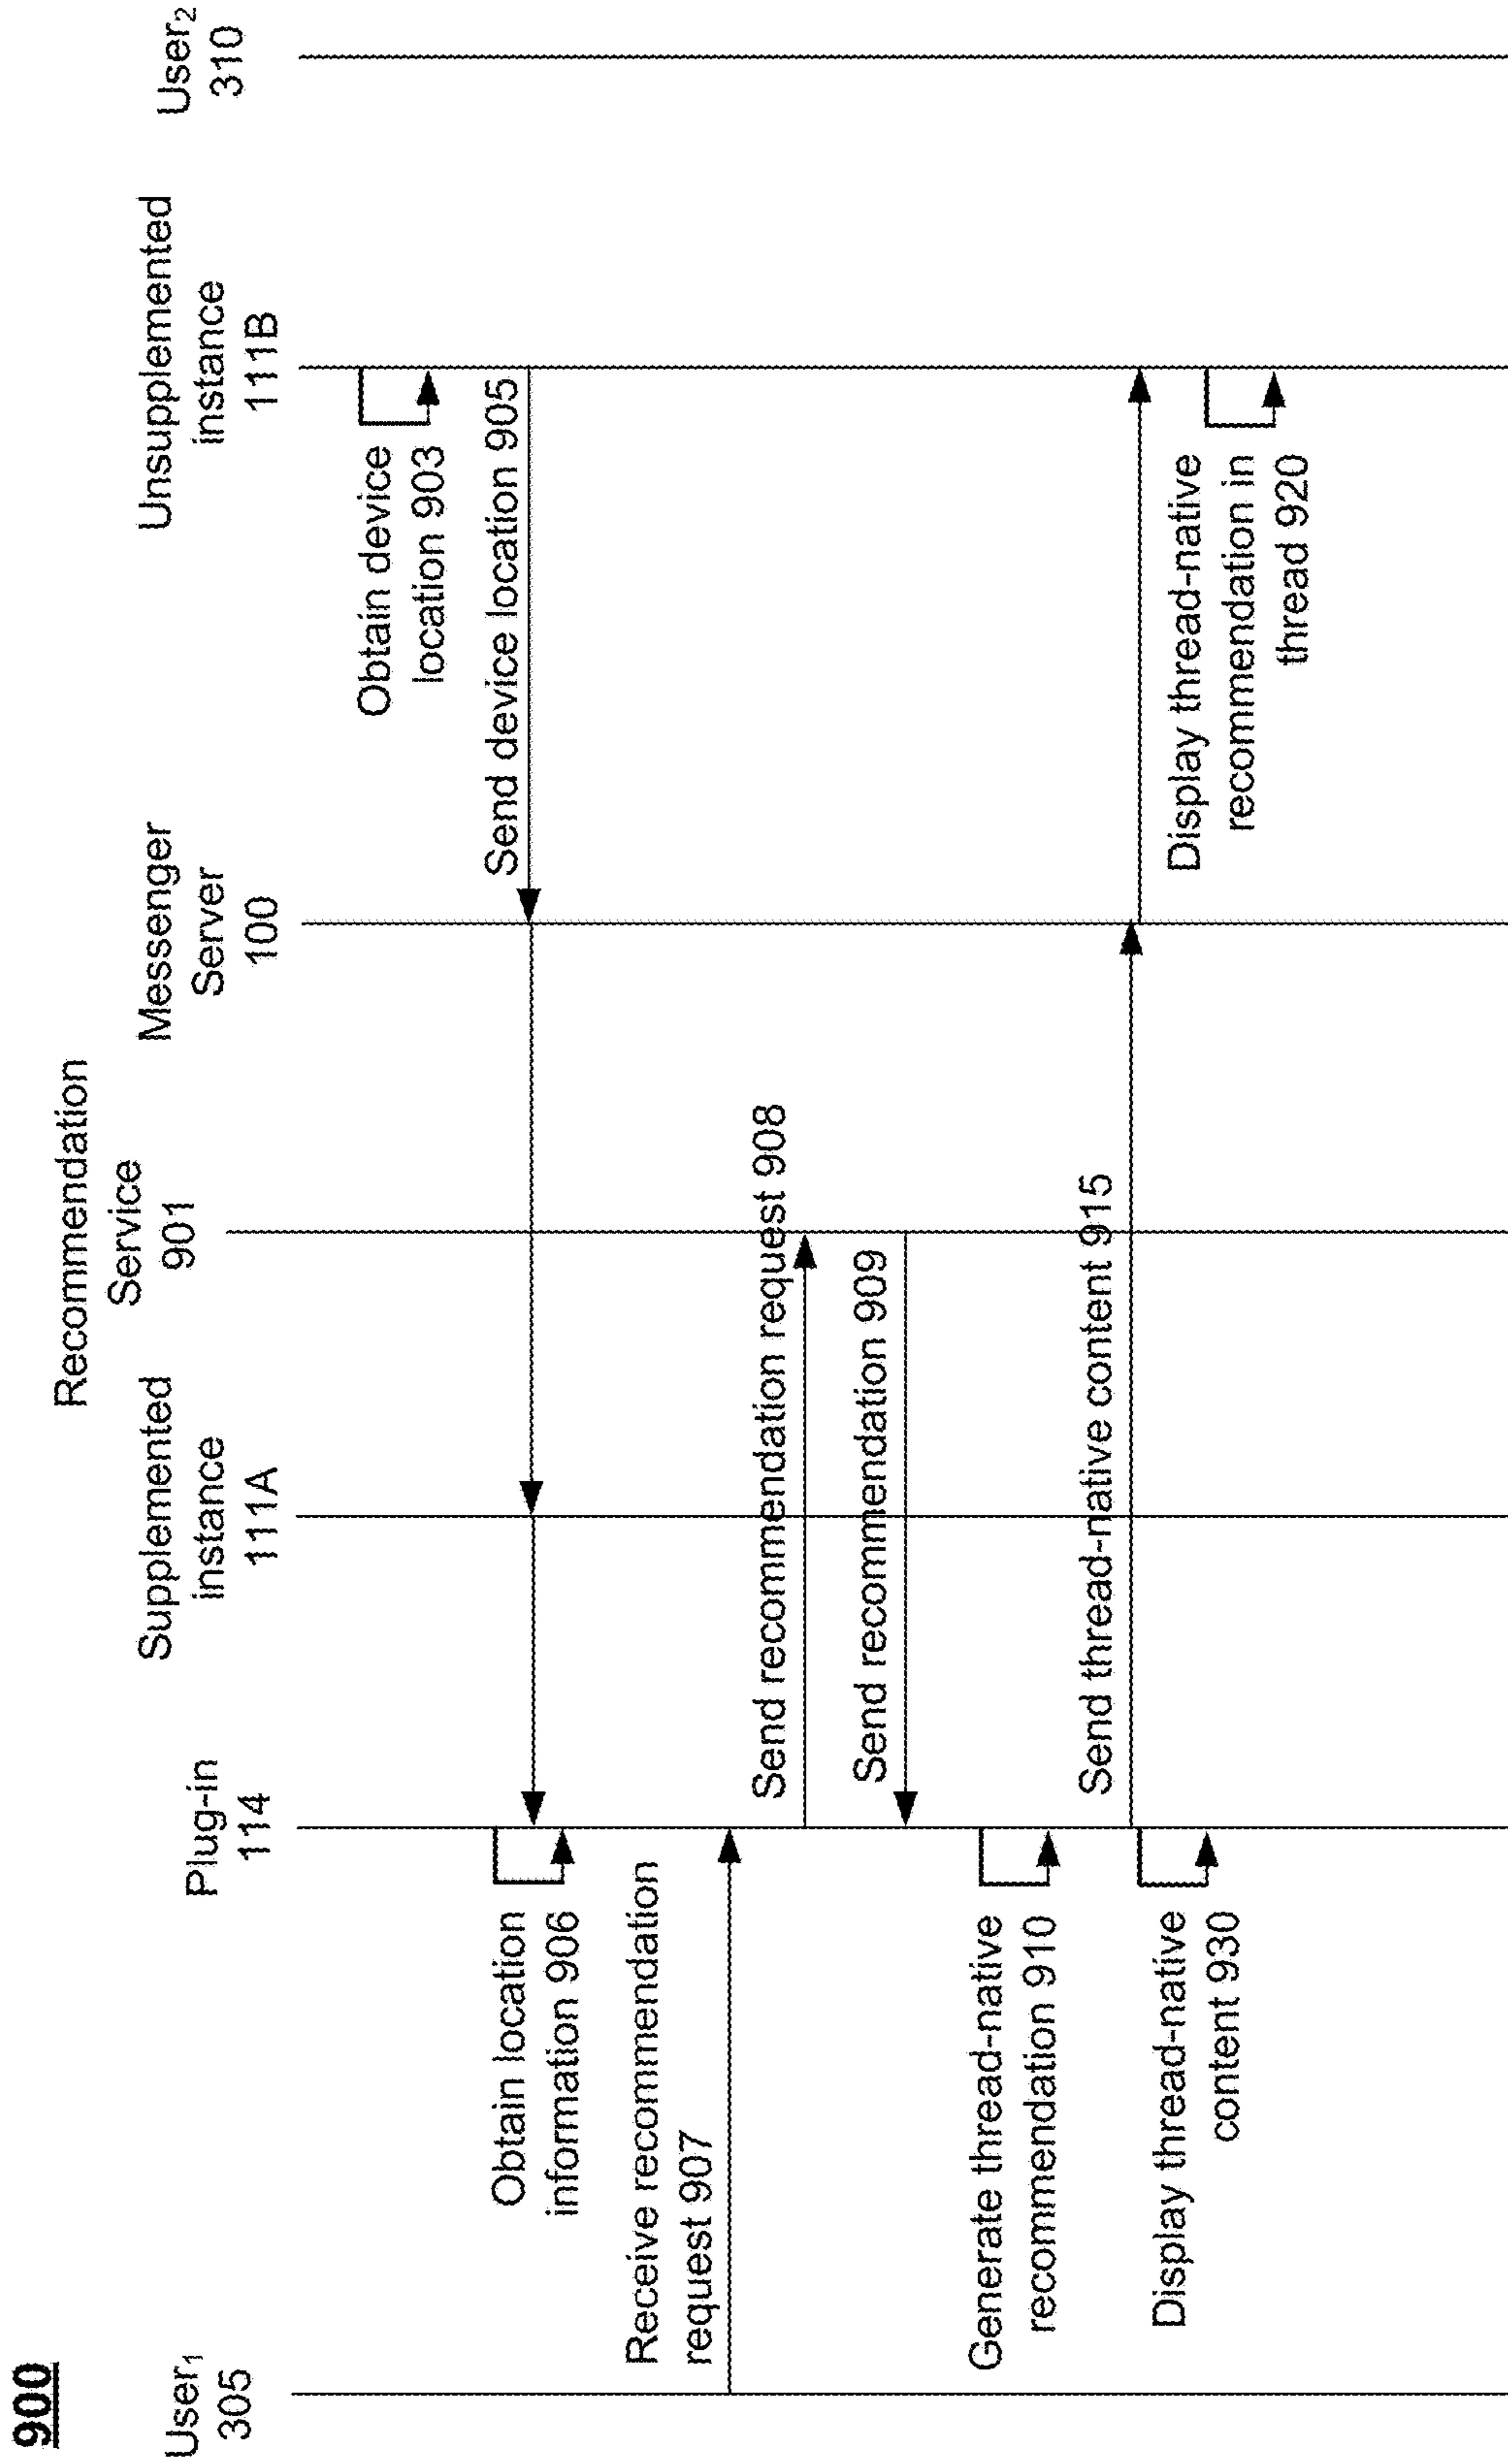 900
User₁
305
Plug-in
114
Supplemented
instance
111A
Recommendation
Service
901
Messenger
Server
100
Unsupplemented
instance
111B
User₂
310
Obtain device
location 903
Send device location 905
Obtain location
information 906
Receive recommendation
request 907
Send recommendation request 908
Send recommendation 909
Generate thread-native
recommendation 910
Send thread-native content 915
Display thread-native
recommendation in
thread 920
Display thread-native
content 930